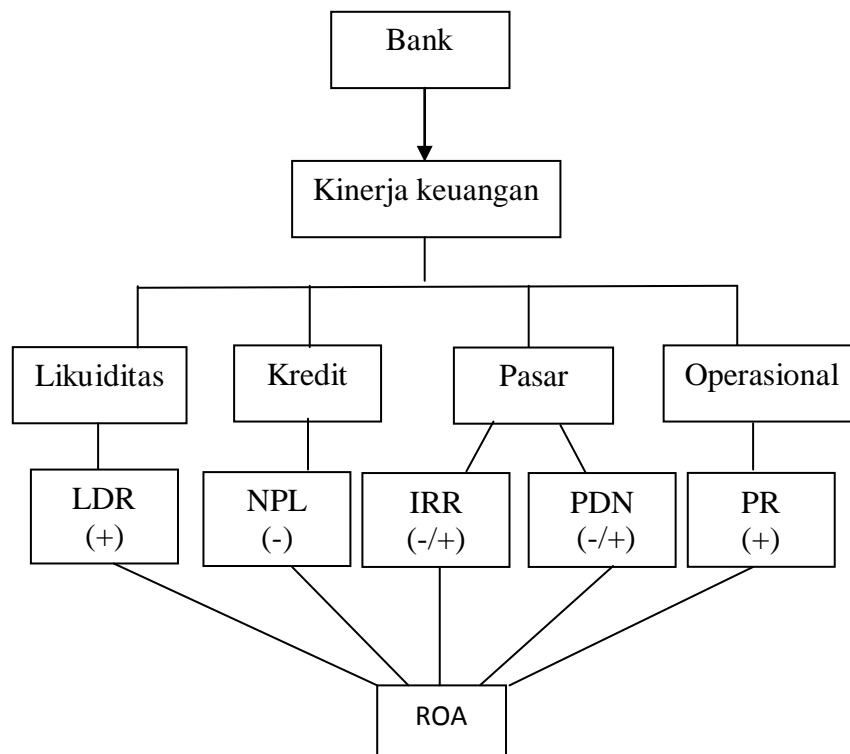 Bank
Kinerja keuangan
Likuiditas
Kredit
Pasar
Operasional
LDR
(+)
NPL
(-)
IRR
(-/+)
PDN
(-/+)
PR
(+)
ROA